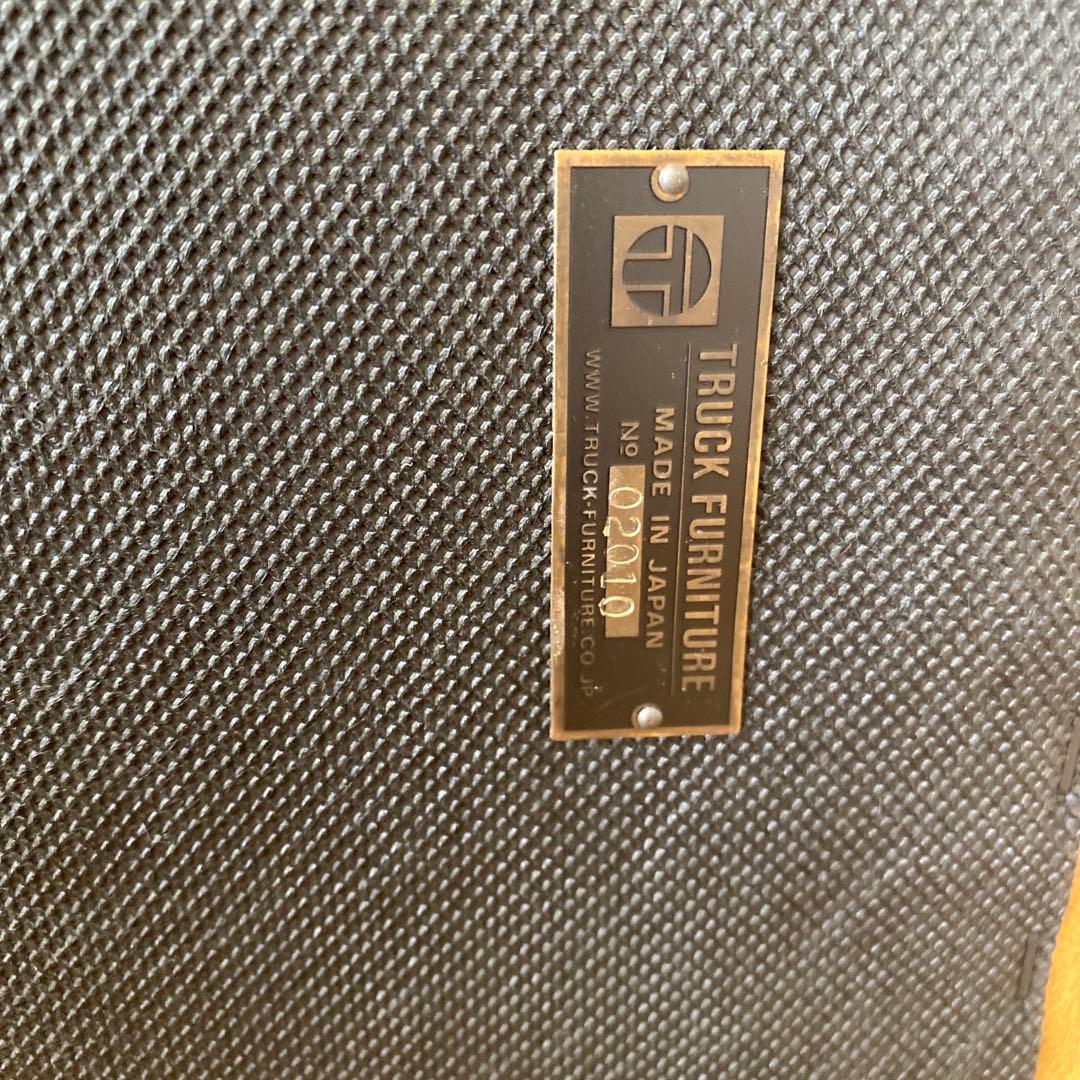 TRUCK FURNITURE
MADE IN JAPAN
Nº 02010
WWW.TRUCK-FURNITURE.CO.JP